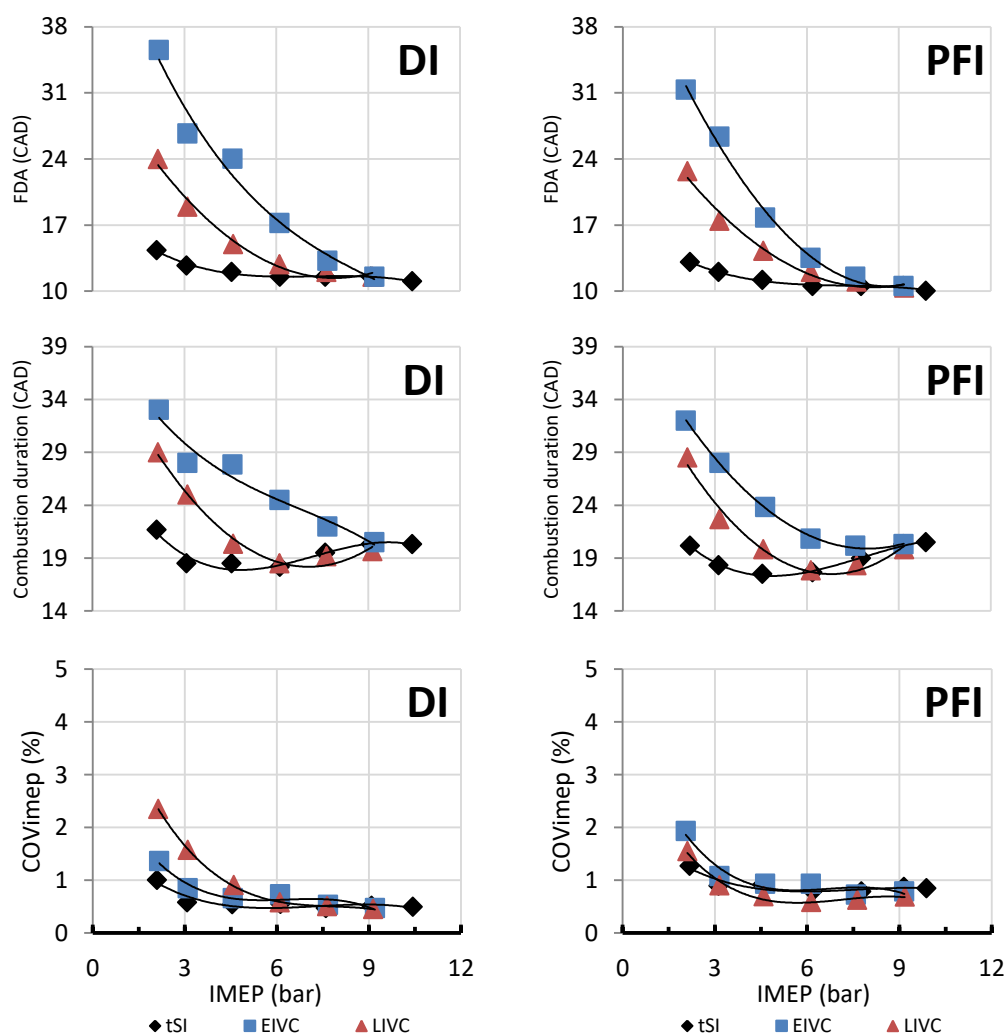 38
31
24
17
10
FDA (CAD)
DI
38
31
24
17
10
FDA (CAD)
PFI
39
34
29
24
19
14
Combustion duration (CAD)
DI
39
34
29
24
19
14
Combustion duration (CAD)
PFI
5
4
3
2
1
0
COVimep (%)
DI
0 3 6 9 12
IMEP (bar)
tSI EIVC LIVC
5
4
3
2
1
0
COVimep (%)
PFI
0 3 6 9 12
IMEP (bar)
tSI EIVC LIVC